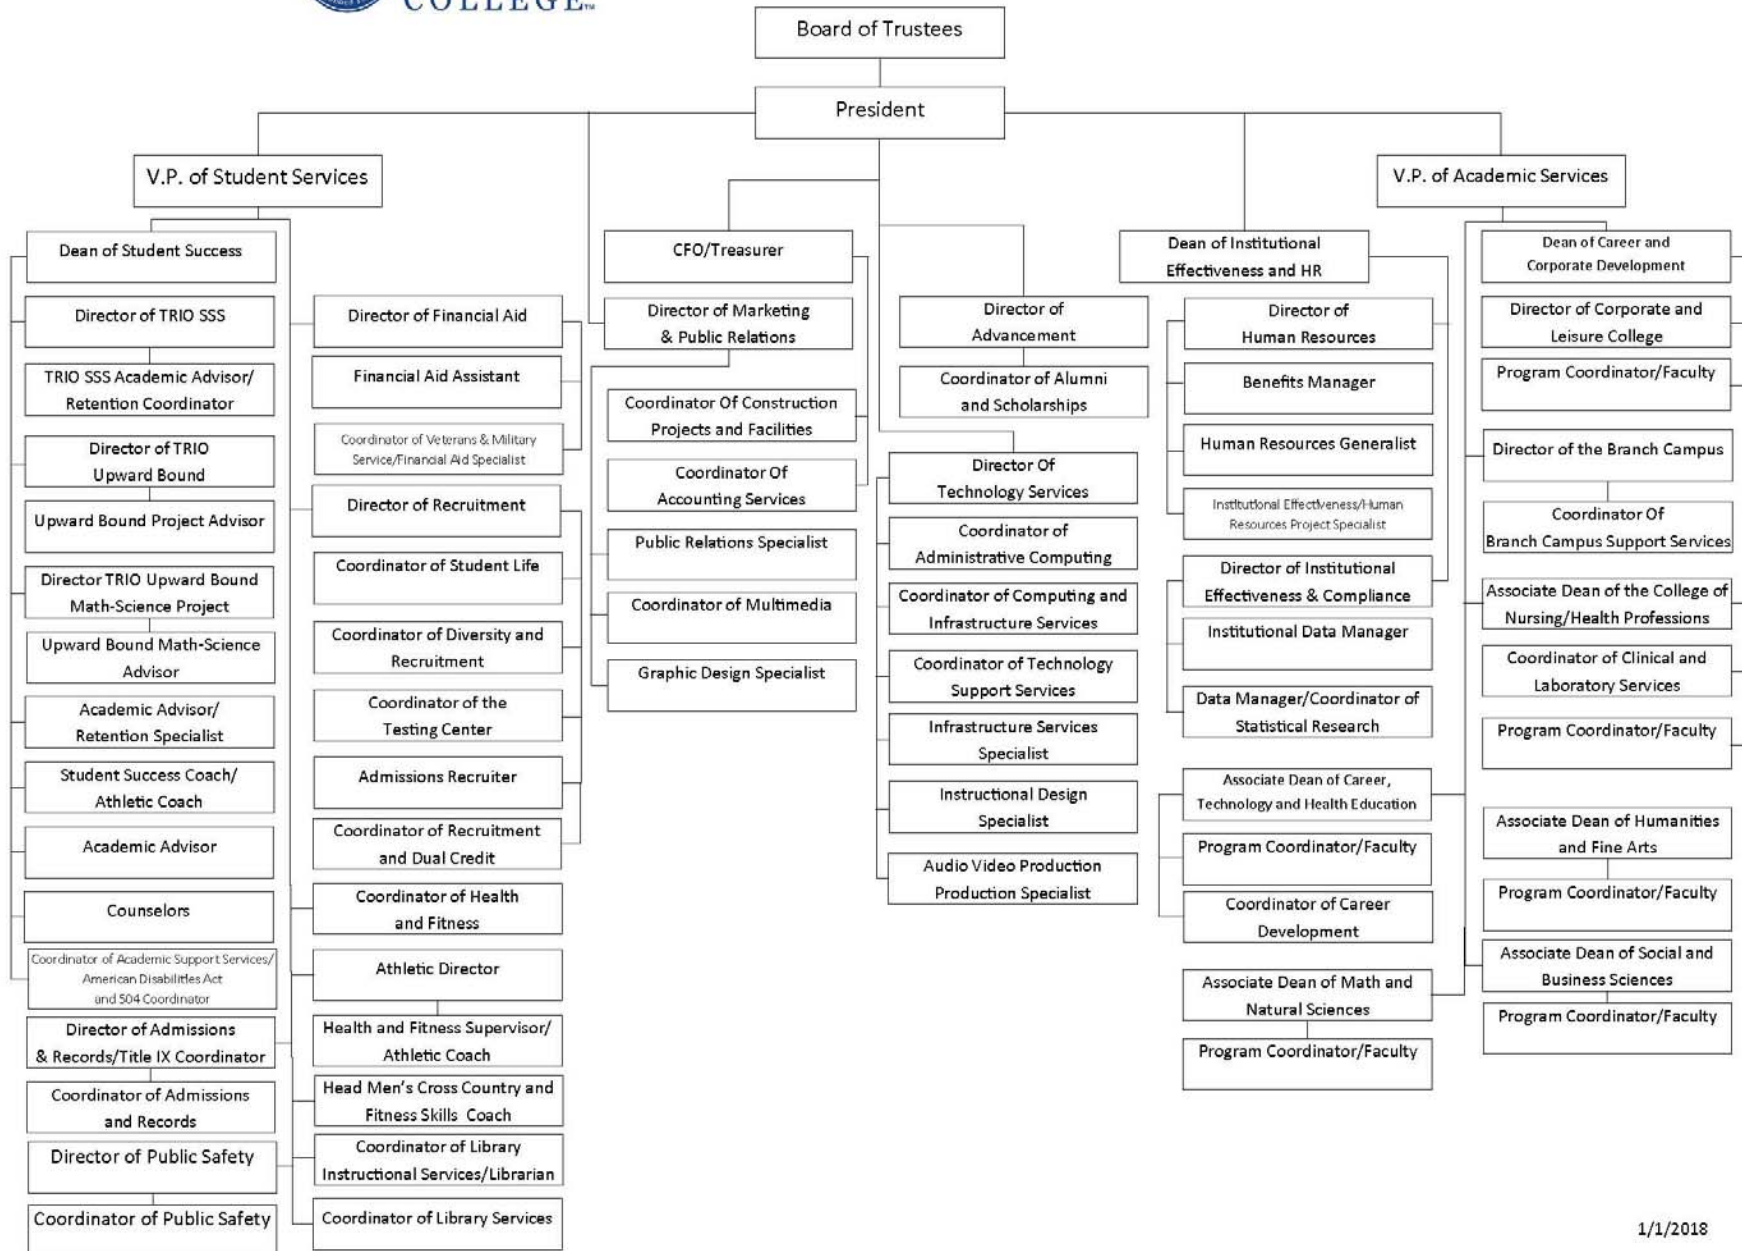 COLLEGE™
Board of Trustees
President
V.P. of Student Services
V.P. of Academic Services
Dean of Student Success
Director of TRIO SSS
TRIO SSS Academic Advisor/
Retention Coordinator
Director of TRIO
Upward Bound
Upward Bound Project Advisor
Director TRIO Upward Bound
Math-Science Project
Upward Bound Math-Science
Advisor
Academic Advisor/
Retention Specialist
Student Success Coach/
Athletic Coach
Academic Advisor
Counselors
Coordinator of Academic Support Services/
American Disabilities Act
and 504 Coordinator
Director of Admissions
& Records/Title IX Coordinator
Coordinator of Admissions
and Records
Director of Public Safety
Coordinator of Public Safety
Director of Financial Aid
Financial Aid Assistant
Coordinator of Veterans & Military
Service/Financial Aid Specialist
Director of Recruitment
Coordinator of Student Life
Coordinator of Diversity and
Recruitment
Coordinator of the
Testing Center
Admissions Recruiter
Coordinator of Recruitment
and Dual Credit
Coordinator of Health
and Fitness
Athletic Director
Health and Fitness Supervisor/
Athletic Coach
Head Men's Cross Country and
Fitness Skills Coach
Coordinator of Library
Instructional Services/Librarian
Coordinator of Library Services
CFO/Treasurer
Director of Marketing
& Public Relations
Coordinator Of Construction
Projects and Facilities
Coordinator Of
Accounting Services
Public Relations Specialist
Coordinator of Multimedia
Graphic Design Specialist
Director of
Advancement
Coordinator of Alumni
and Scholarships
Director Of
Technology Services
Coordinator of
Administrative Computing
Coordinator of Computing and
Infrastructure Services
Coordinator of Technology
Support Services
Infrastructure Services
Specialist
Instructional Design
Specialist
Audio Video Production
Production Specialist
Dean of Institutional
Effectiveness and HR
Director of
Human Resources
Benefits Manager
Human Resources Generalist
Institutional Effectiveness/Human
Resources Project Specialist
Director of Institutional
Effectiveness & Compliance
Institutional Data Manager
Data Manager/Coordinator of
Statistical Research
Associate Dean of Career,
Technology and Health Education
Program Coordinator/Faculty
Coordinator of Career
Development
Associate Dean of Math and
Natural Sciences
Program Coordinator/Faculty
Dean of Career and
Corporate Development
Director of Corporate and
Leisure College
Program Coordinator/Faculty
Director of the Branch Campus
Coordinator Of
Branch Campus Support Services
Associate Dean of the College of
Nursing/Health Professions
Coordinator of Clinical and
Laboratory Services
Program Coordinator/Faculty
Associate Dean of Humanities
and Fine Arts
Program Coordinator/Faculty
Associate Dean of Social and
Business Sciences
Program Coordinator/Faculty
1/1/2018